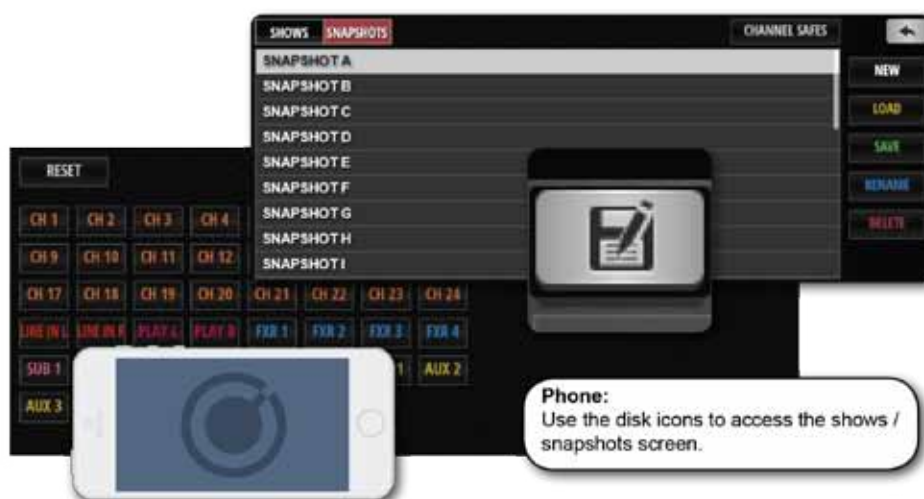 SHOWS SNAPSHOTS CHANNEL SAFES
SNAPSHOT A
NEW
SNAPSHOT B
SNAPSHOT C
LOAD
SNAPSHOT D
SNAPSHOT E
SAVE
SNAPSHOT F
RENAME
SNAPSHOT G
SNAPSHOT H
DELETE
SNAPSHOT I
RESET
CH 1 CH 2 CH 3 CH 4
CH 9 CH 10 CH 11 CH 12
CH 17 CH 18 CH 19 CH 20 CH 21 CH 22 CH 23 CH 24
LINE IN L LINE IN R PLAY L PLAY R FXR 1 FXR 2 FXR 3 FXR 4
SUB 1 1 AUX 2
AUX 3
Phone:
Use the disk icons to access the shows /
snapshots screen.